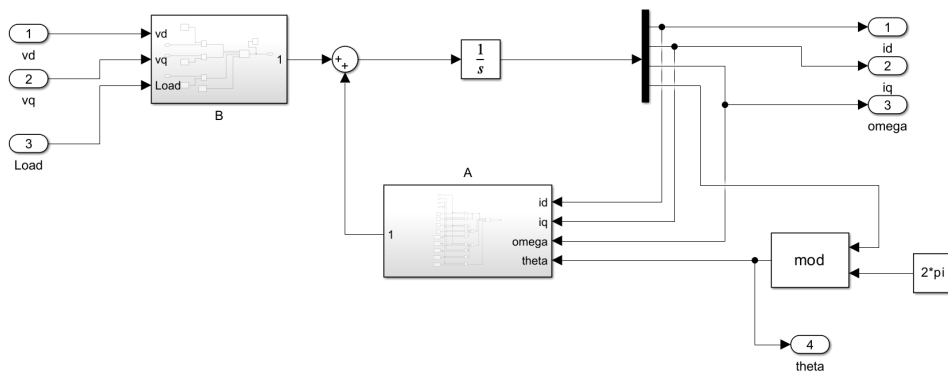 1
vd
2
vq
3
Load
vd
vq
Load
1
B
+
+
1
s
1
id
2
iq
3
omega
A
1
id
iq
omega
theta
mod
2*pi
4
theta